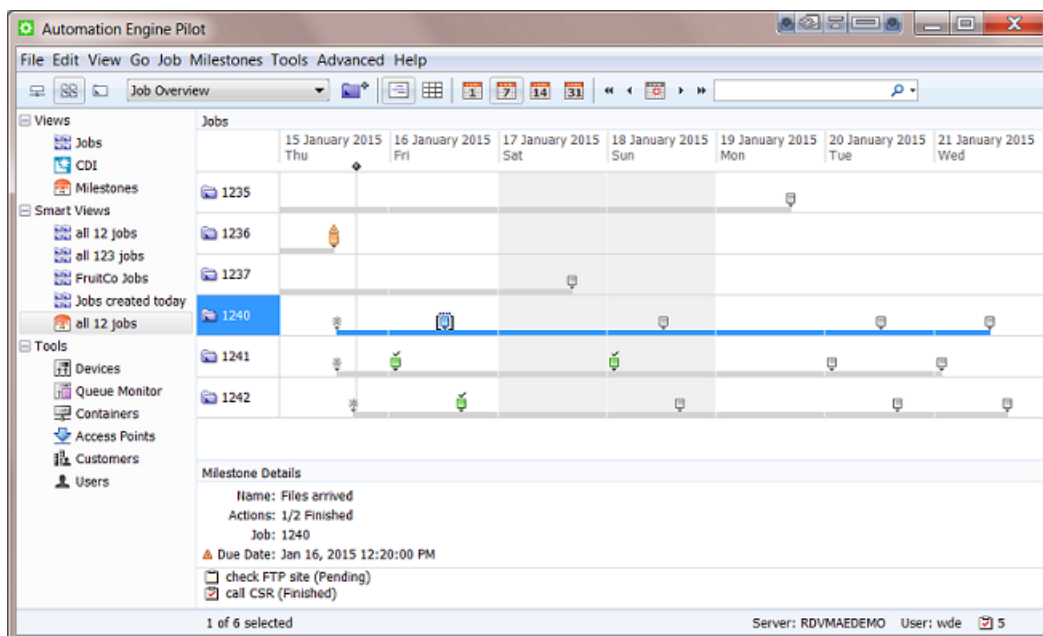 Automation Engine Pilot
File Edit View Go Job Milestones Tools Advanced Help
Job Overview
1 7 14 31
Views
Jobs
CDI
Milestones
Smart Views
all 12 jobs
all 123 jobs
FruitCo Jobs
Jobs created today
all 12 jobs
Tools
Devices
Queue Monitor
Containers
Access Points
Customers
Users
Jobs
15 January 2015 16 January 2015 17 January 2015 18 January 2015 19 January 2015 20 January 2015 21 January 2015
Thu Fri Sat Sun Mon Tue Wed
1235
1236
1237
1240
1241
1242
Milestone Details
Name: Files arrived
Actions: 1/2 Finished
Job: 1240
Due Date: Jan 16, 2015 12:20:00 PM
check FTP site (Pending)
call CSR (Finished)
1 of 6 selected Server: RDVMAEDEMO User: wde 5